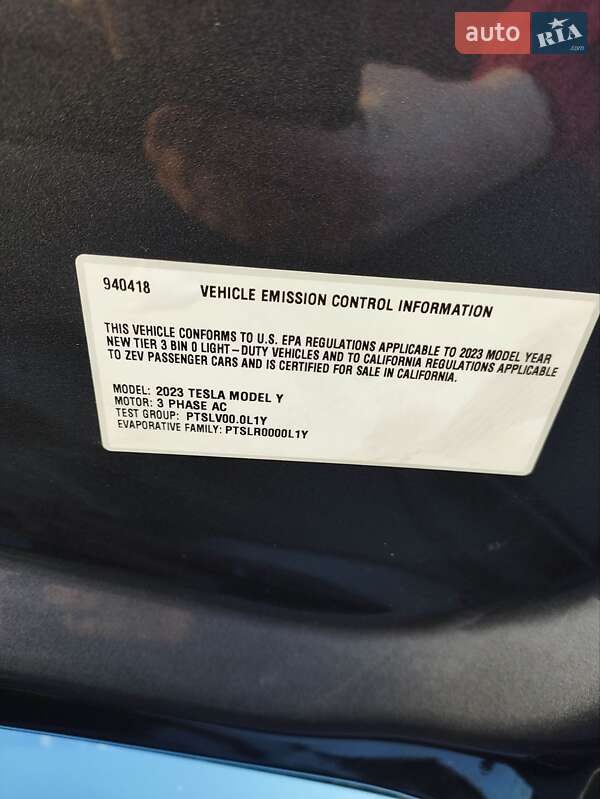 auto RIA .com
940418 VEHICLE EMISSION CONTROL INFORMATION
THIS VEHICLE CONFORMS TO U.S. EPA REGULATIONS APPLICABLE TO 2023 MODEL YEAR
NEW TIER 3 BIN 0 LIGHT-DUTY VEHICLES AND TO CALIFORNIA REGULATIONS APPLICABLE
TO ZEV PASSENGER CARS AND IS CERTIFIED FOR SALE IN CALIFORNIA.
MODEL: 2023 TESLA MODEL Y
MOTOR: 3 PHASE AC
TEST GROUP: PTSLV00.0L1Y
EVAPORATIVE FAMILY: PTSLR0000L1Y